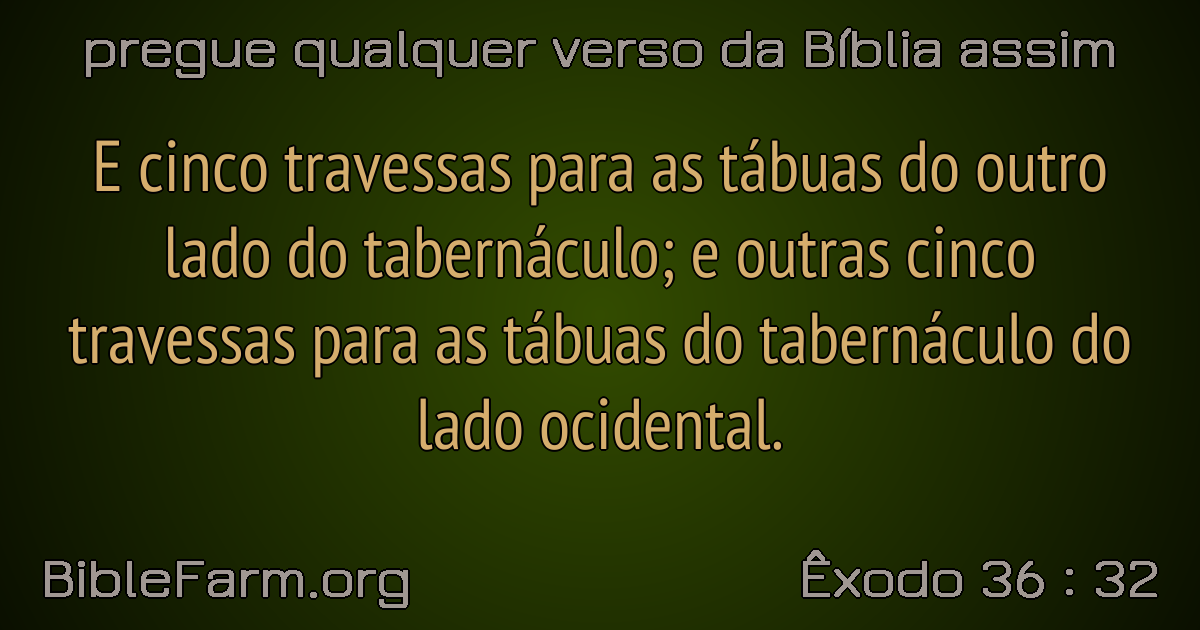 pregue qualquer verso da Bíblia assim
E cinco travessas para as tábuas do outro
lado do tabernáculo; e outras cinco
travessas para as tábuas do tabernáculo do
lado ocidental.
BibleFarm.org
Êxodo 36 : 32